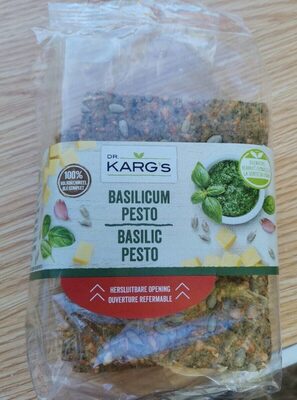 DR.
KARG'S
100%
BASILICUM
PESTO
BASILIC
PESTO
HERSLUITBARE OPENING
OUVERTURE REFERMABLE